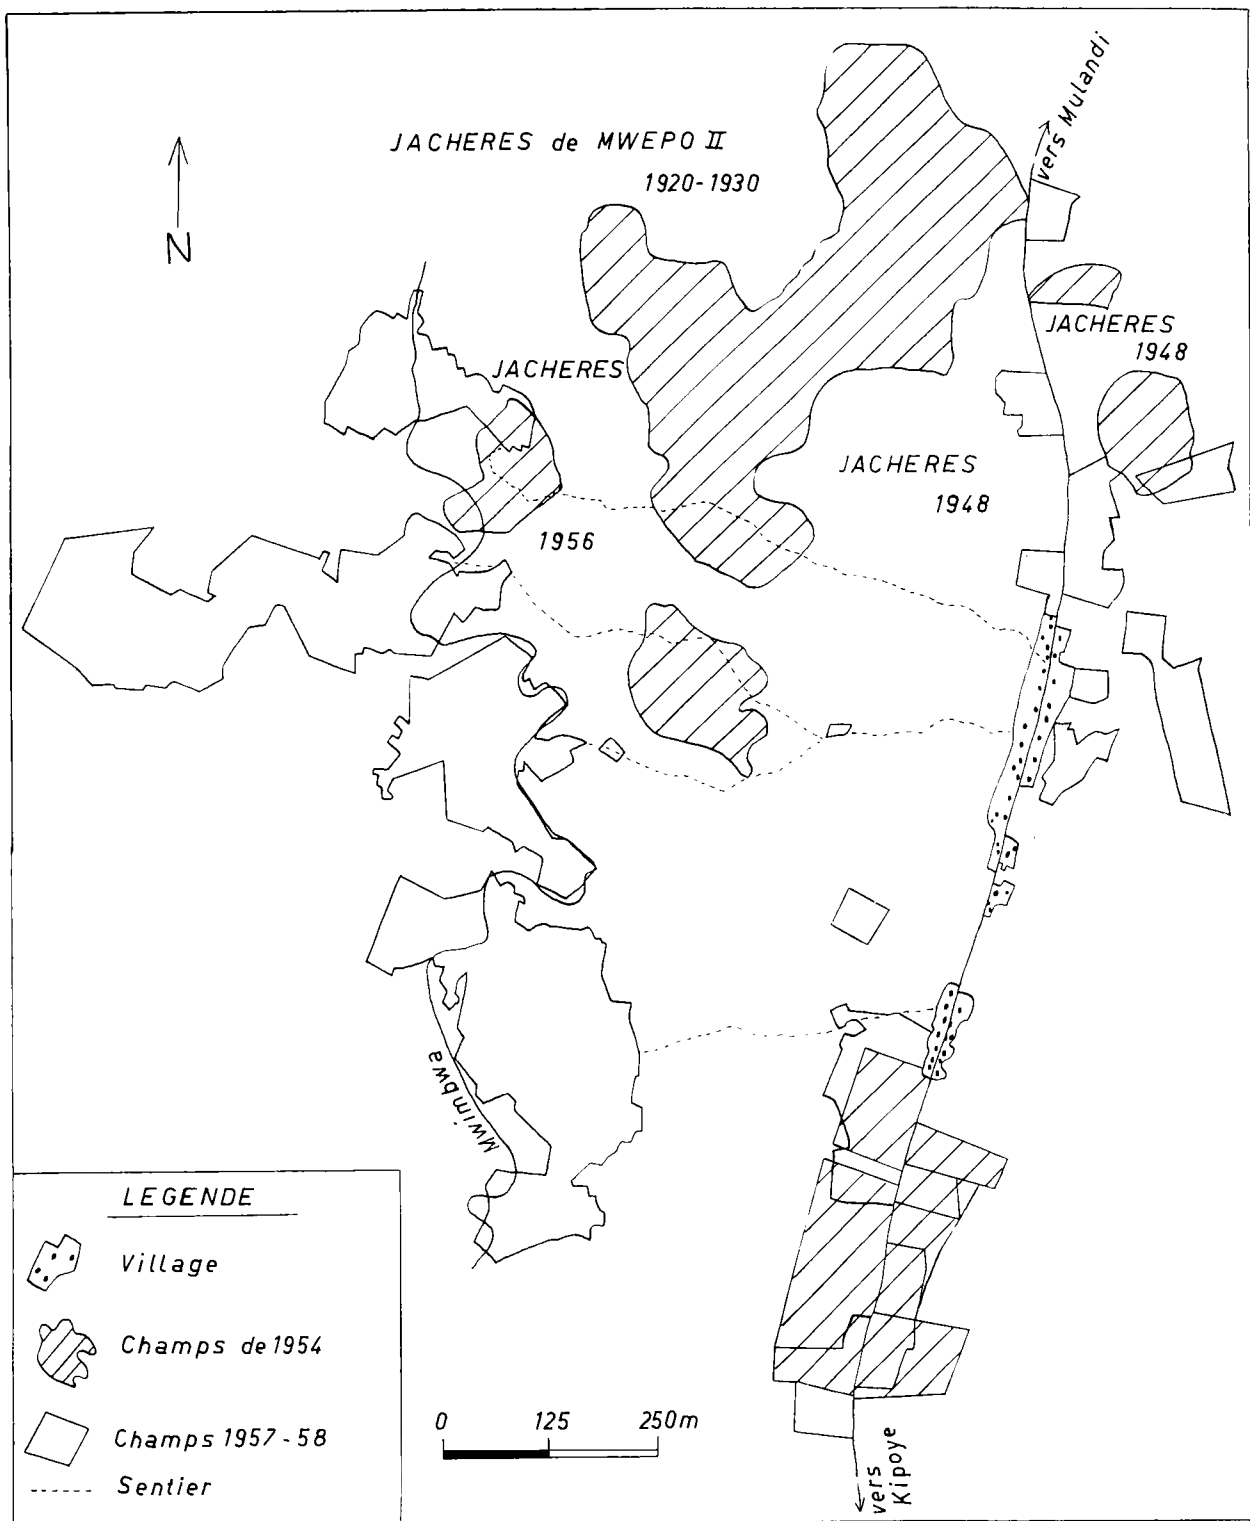 vers Mulandi
JACHERES de MWEPO II
1920-1930
N
JACHERES
1948
JACHERES
JACHERES
1948
1956
Mwimbwa
LEGENDE
Village
Champs de 1954
Champs 1957-58
Sentier
0 125 250m
vers
Kipoye